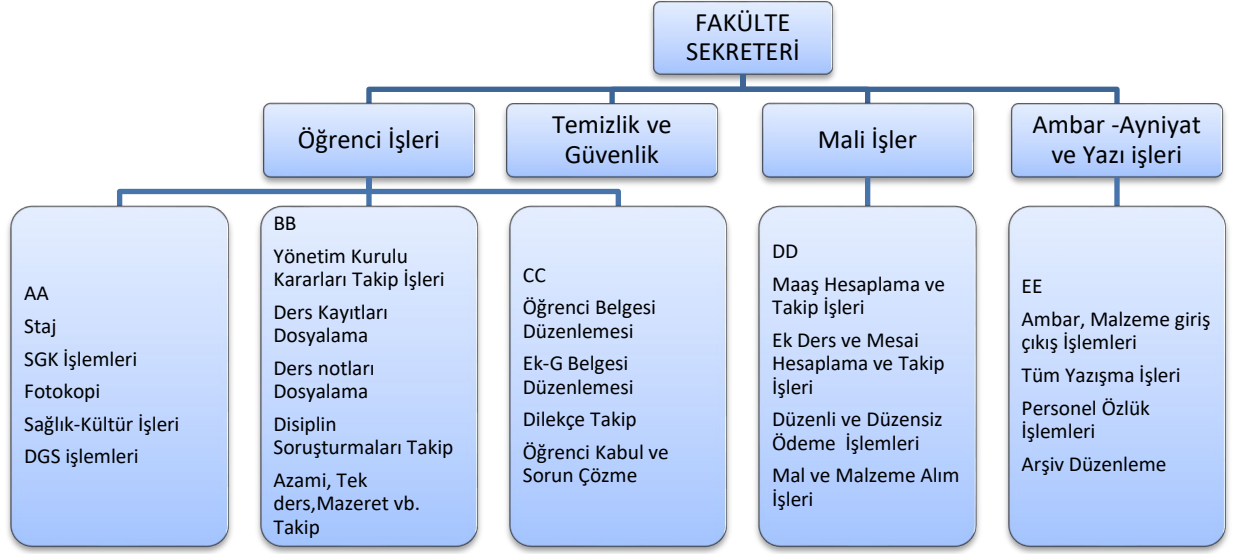 FAKÜLTE
SEKRETERİ
Öğrenci İşleri
Temizlik ve
Güvenlik
Mali İşler
Ambar -Ayniyat
ve Yazı işleri
AA
Staj
SGK İşlemleri
Fotokopi
Sağlık-Kültür İşleri
DGS işlemleri
BB
Yönetim Kurulu
Kararları Takip İşleri
Ders Kayıtları
Dosyalama
Ders notları
Dosyalama
Disiplin
Soruşturmaları Takip
Azami, Tek
ders,Mazeret vb.
Takip
CC
Öğrenci Belgesi
Düzenlemesi
Ek-G Belgesi
Düzenlemesi
Dilekçe Takip
Öğrenci Kabul ve
Sorun Çözme
DD
Maaş Hesaplama ve
Takip İşleri
Ek Ders ve Mesai
Hesaplama ve Takip
İşleri
Düzenli ve Düzensiz
Ödeme İşlemleri
Mal ve Malzeme Alım
İşleri
EE
Ambar, Malzeme giriş
çıkış İşlemleri
Tüm Yazışma İşleri
Personel Özlük
İşlemleri
Arşiv Düzenleme